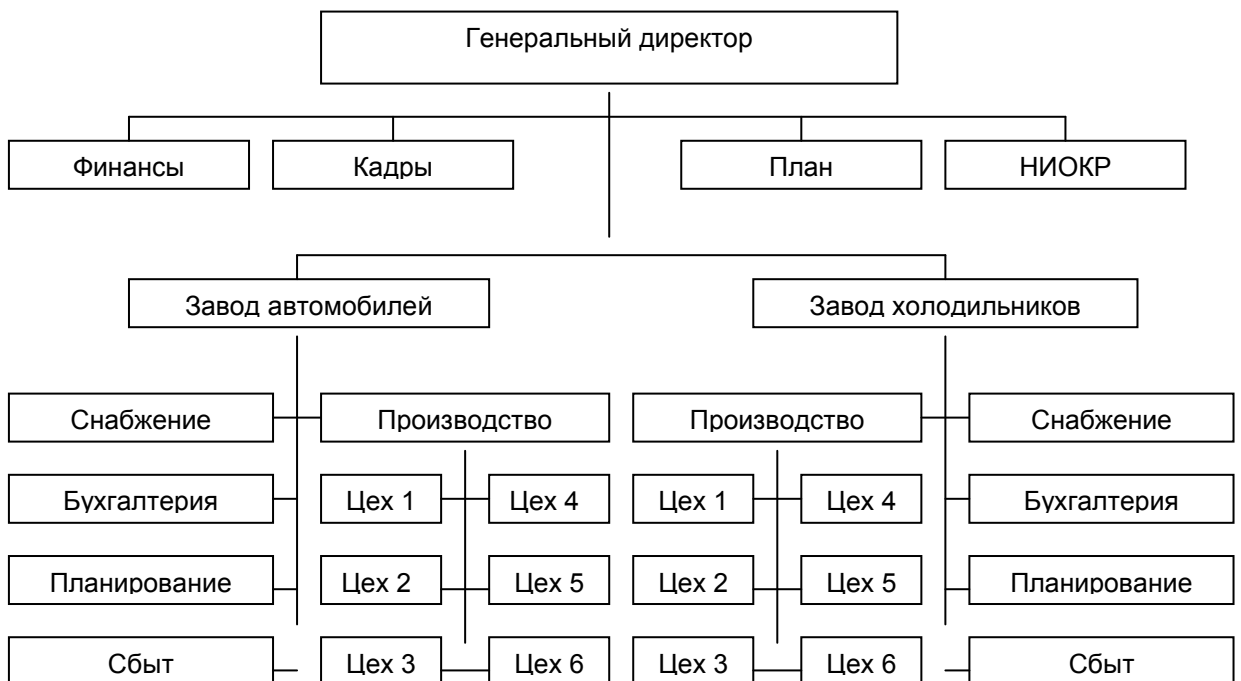 Генеральный директор
Финансы Кадры План НИОКР
Завод автомобилей Завод холодильников
Снабжение Производство Производство Снабжение
Бухгалтерия Цех 1 Цех 4 Цех 1 Цех 4 Бухгалтерия
Планирование Цех 2 Цех 5 Цех 2 Цех 5 Планирование
Сбыт Цех 3 Цех 6 Цех 3 Цех 6 Сбыт